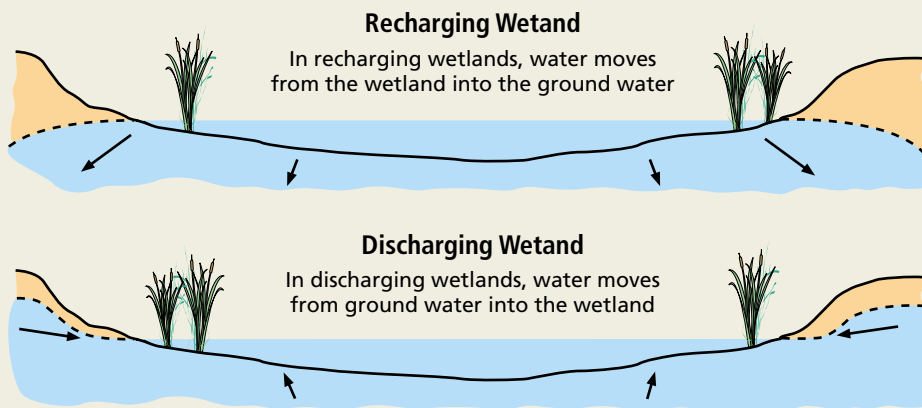 Recharging Wetand
In recharging wetlands, water moves
from the wetland into the ground water
Discharging Wetand
In discharging wetlands, water moves
from ground water into the wetland